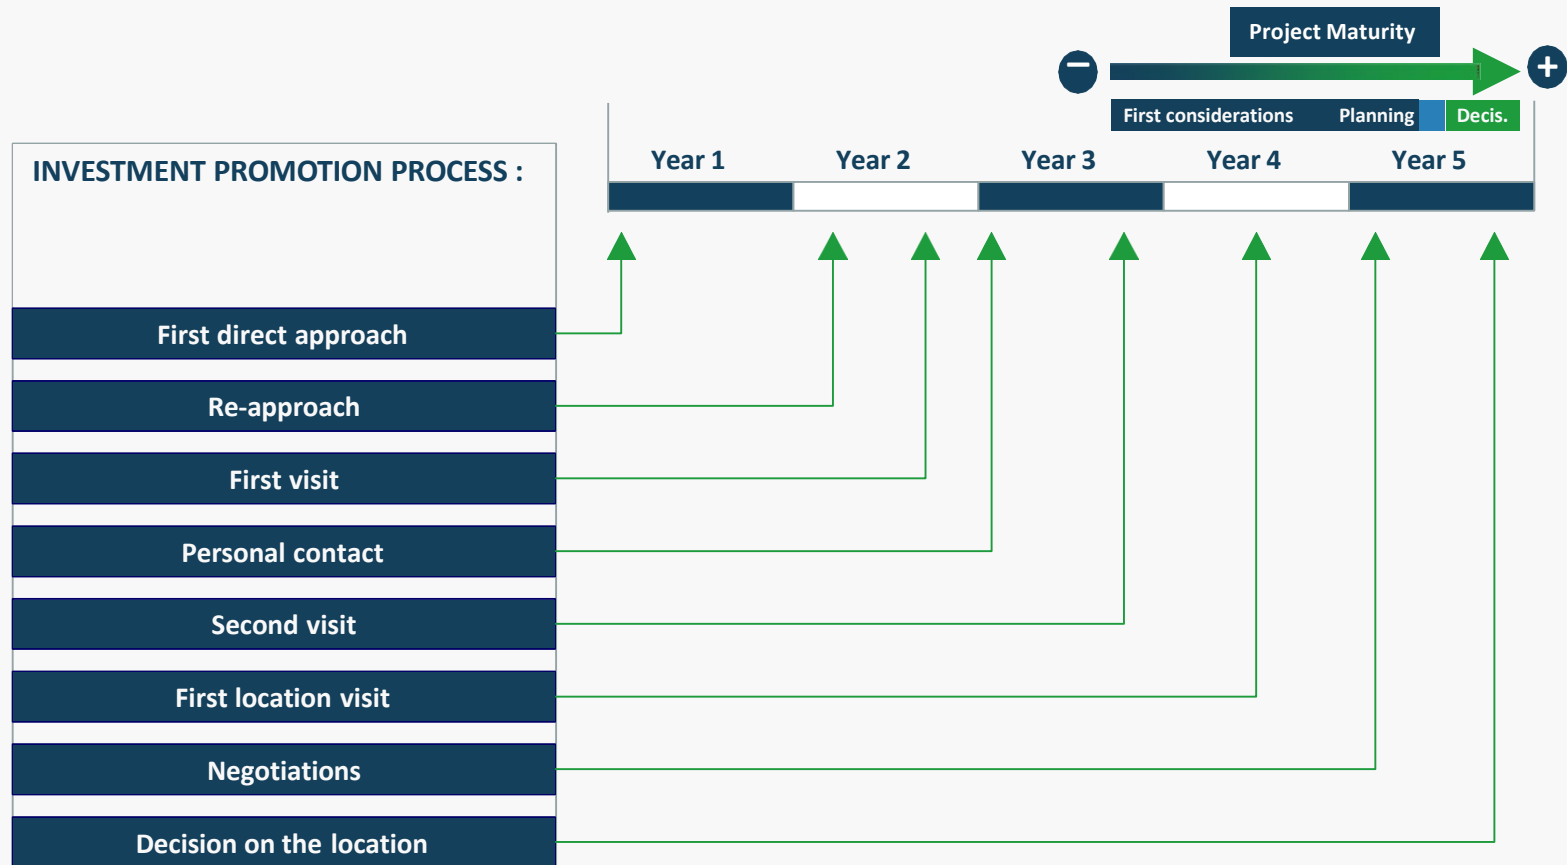 Project Maturity
First considerations Planning Decis.
INVESTMENT PROMOTION PROCESS :
Year 1 Year 2 Year 3 Year 4 Year 5
First direct approach
Re-approach
First visit
Personal contact
Second visit
First location visit
Negotiations
Decision on the location